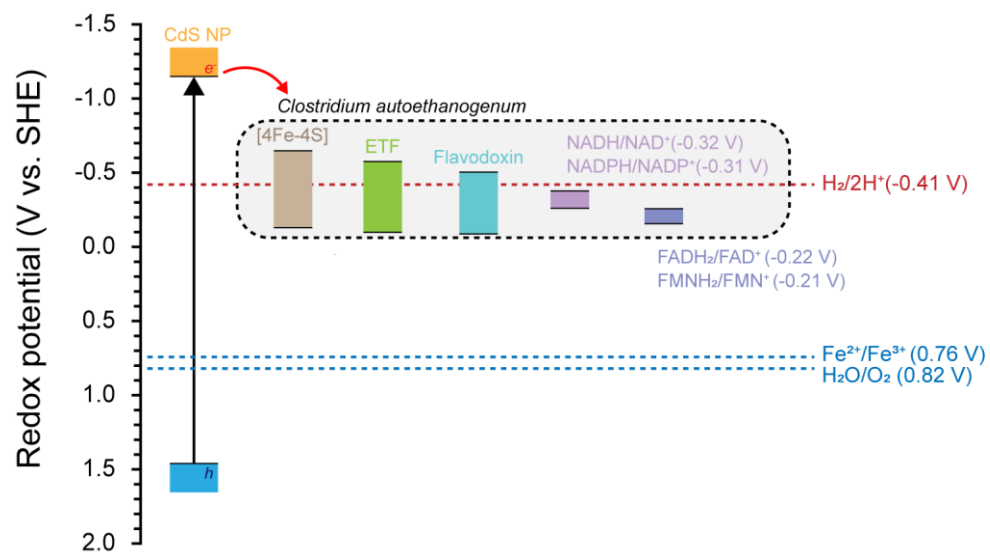 Redox potential (V vs. SHE)
-1.5
-1.0
-0.5
0.0
0.5
1.0
1.5
2.0
CdS NP
e⁻
h
Clostridium autoethanogenum
[4Fe-4S]
ETF
Flavodoxin
NADH/NAD⁺(-0.32 V)
NADPH/NADP⁺(-0.31 V)
H₂/2H⁺(-0.41 V)
FADH₂/FAD⁺(-0.22 V)
FMNH₂/FMN⁺(-0.21 V)
Fe²⁺/Fe³⁺ (0.76 V)
H₂O/O₂ (0.82 V)